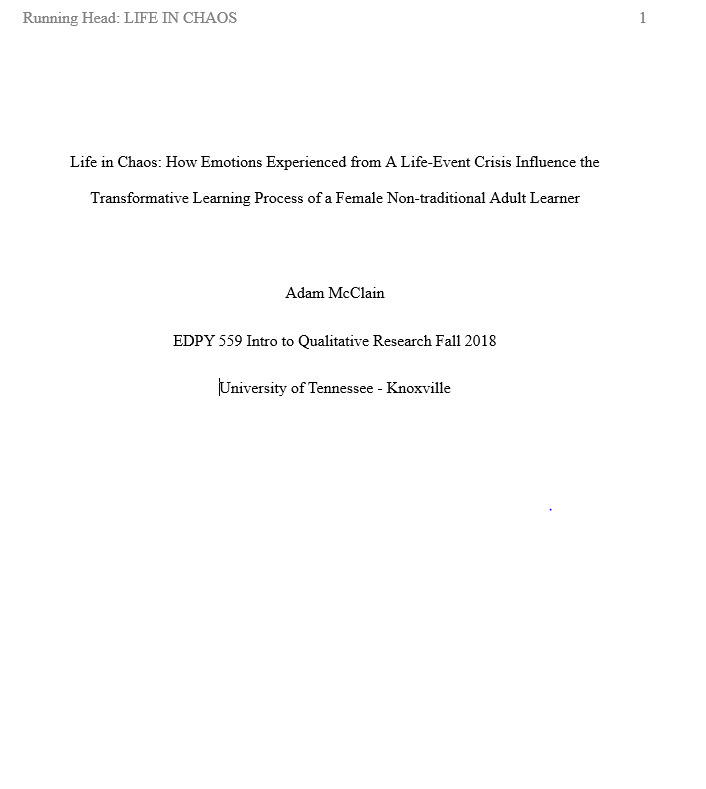 Running Head: LIFE IN CHAOS 1
Life in Chaos: How Emotions Experienced from A Life-Event Crisis Influence the
Transformative Learning Process of a Female Non-traditional Adult Learner
Adam McClain
EDPY 559 Intro to Qualitative Research Fall 2018
University of Tennessee - Knoxville